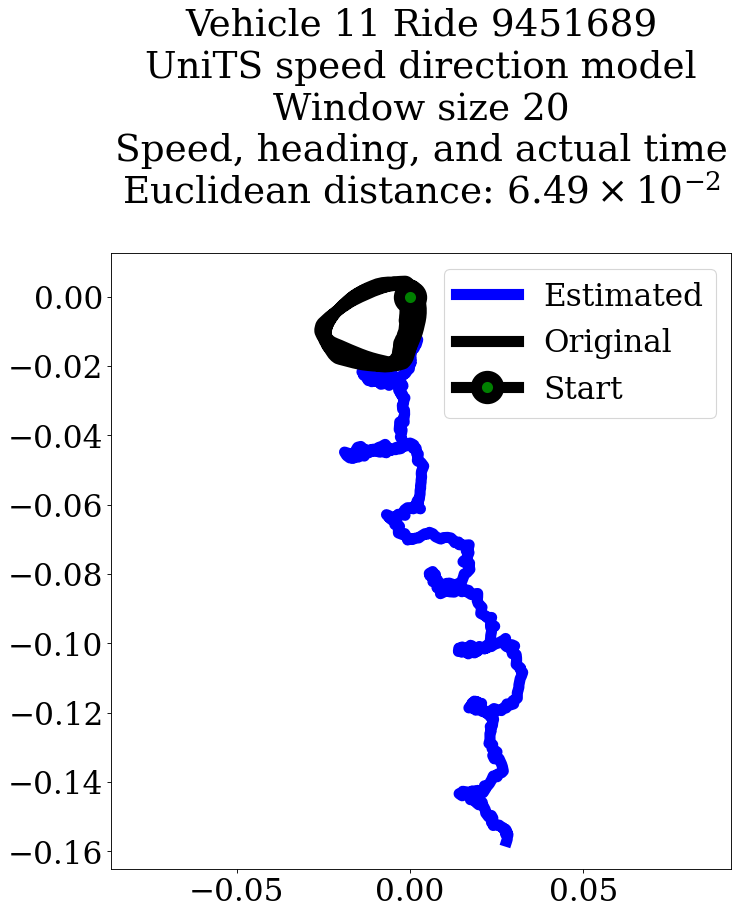 Vehicle 11 Ride 9451689
UniTS speed direction model
Window size 20
Speed, heading, and actual time
Euclidean distance: 6.49 × 10⁻²
Estimated
Original
Start
0.00
−0.02
−0.04
−0.06
−0.08
−0.10
−0.12
−0.14
−0.16
−0.05 0.00 0.05